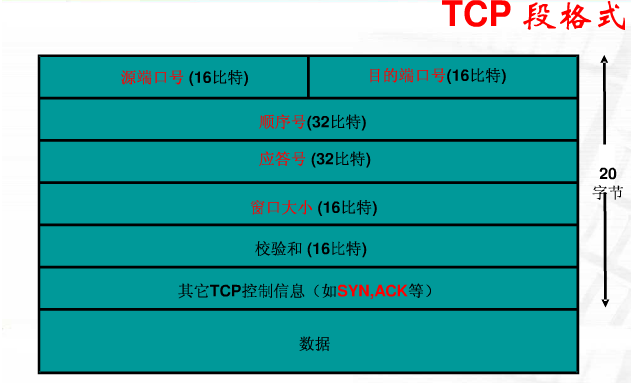 TCP 段格式
源端口号 (16比特)
目的端口号(16比特)
顺序号(32比特)
应答号 (32比特)
窗口大小 (16比特)
校验和 (16比特)
其它TCP控制信息（如SYN,ACK等）
数据
20
字节